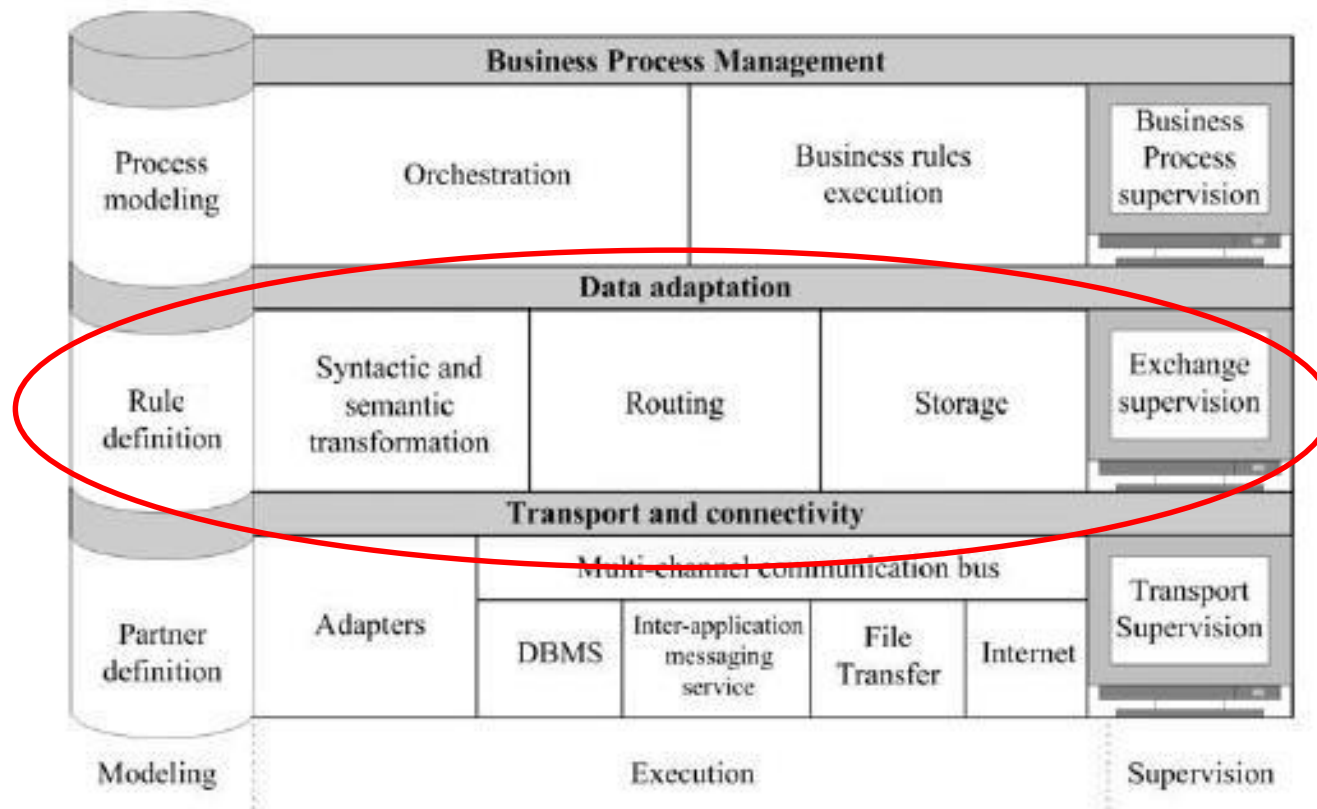 Business Process Management
Process
modeling
Orchestration
Business rules
execution
Business
Process
supervision
Data adaptation
Rule
definition
Syntactic and
semantic
transformation
Routing
Storage
Exchange
supervision
Transport and connectivity
Partner
definition
Adapters
Multi-channel communication bus
DBMS
Inter-application
messaging
service
File
Transfer
Internet
Transport
Supervision
Modeling
Execution
Supervision